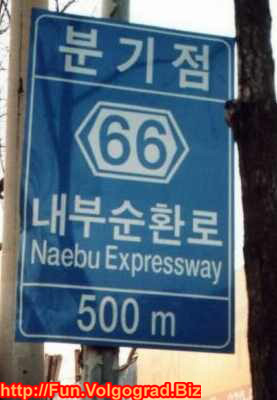 분기점
66
내부순환로
Naebu Expressway
500 m
http://Fun.Volgograd.Biz